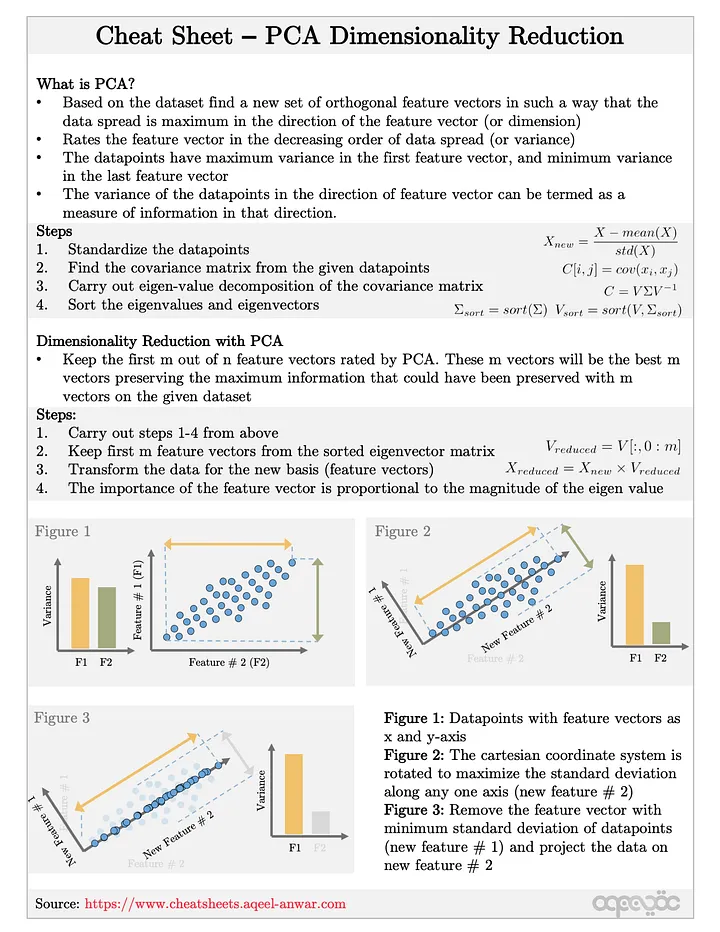 Cheat Sheet – PCA Dimensionality Reduction
What is PCA?
• Based on the dataset find a new set of orthogonal feature vectors in such a way that the
data spread is maximum in the direction of the feature vector (or dimension)
• Rates the feature vector in the decreasing order of data spread (or variance)
• The datapoints have maximum variance in the first feature vector, and minimum variance
in the last feature vector
• The variance of the datapoints in the direction of feature vector can be termed as a
measure of information in that direction.
Steps
1. Standardize the datapoints
X_{new} = \frac{X - mean(X)}{std(X)}
2. Find the covariance matrix from the given datapoints
C[i, j] = cov(x_i, x_j)
3. Carry out eigen-value decomposition of the covariance matrix
C = VΣV^{-1}
4. Sort the eigenvalues and eigenvectors
Σ_{sort} = sort(Σ) V_{sort} = sort(V, Σ_{sort})
Dimensionality Reduction with PCA
• Keep the first m out of n feature vectors rated by PCA. These m vectors will be the best m
vectors preserving the maximum information that could have been preserved with m
vectors on the given dataset
Steps:
1. Carry out steps 1-4 from above
2. Keep first m feature vectors from the sorted eigenvector matrix
V_{reduced} = V[:, 0 : m]
3. Transform the data for the new basis (feature vectors)
X_{reduced} = X_{new} × V_{reduced}
4. The importance of the feature vector is proportional to the magnitude of the eigen value
Figure 1
Variance
F1 F2
Feature # 1 (F1)
Feature # 2 (F2)
Figure 2
New Feature # 1
Feature # 1
New Feature # 2
Feature # 2
Variance
F1 F2
Figure 3
New Feature # 1
Feature # 1
New Feature # 2
Feature # 2
Variance
F1 F2
Figure 1: Datapoints with feature vectors as
x and y-axis
Figure 2: The cartesian coordinate system is
rotated to maximize the standard deviation
along any one axis (new feature # 2)
Figure 3: Remove the feature vector with
minimum standard deviation of datapoints
(new feature # 1) and project the data on
new feature # 2
Source: https://www.cheatsheets.aqeel-anwar.com